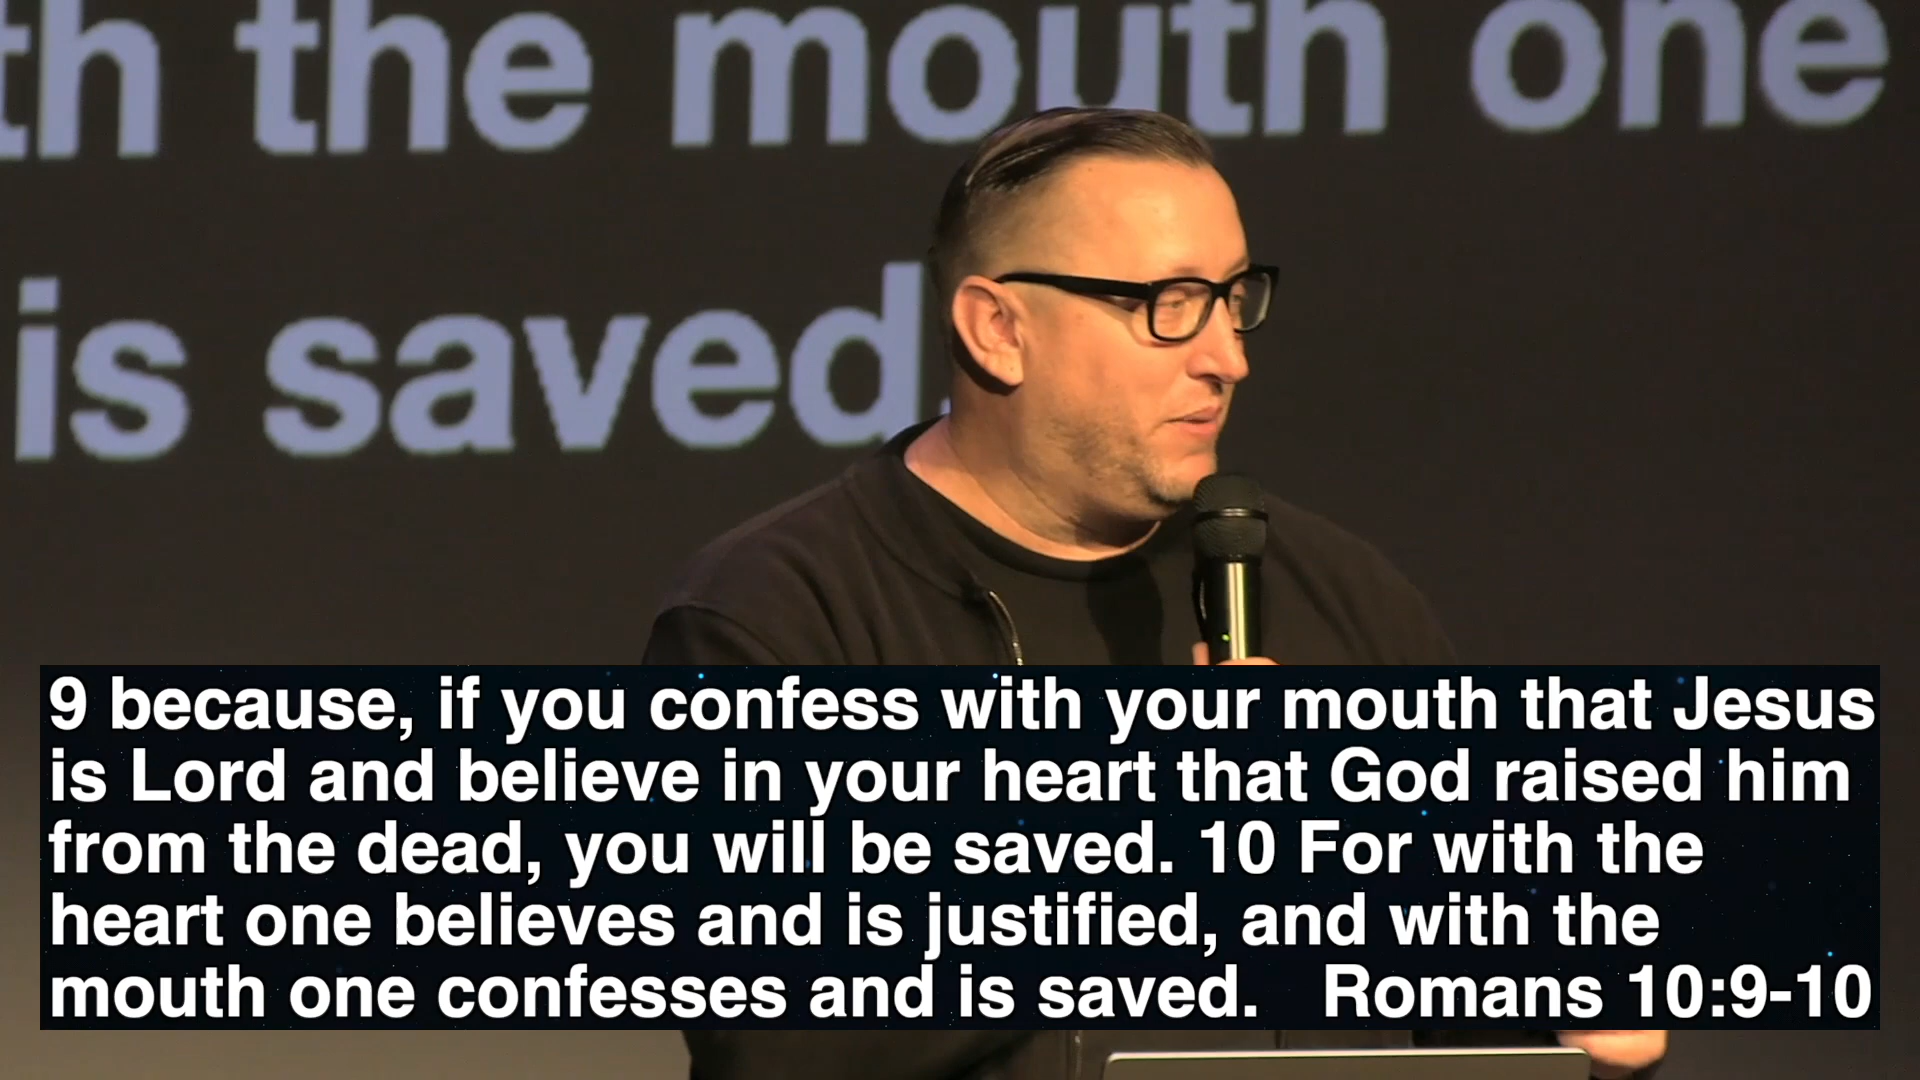 th the mouth one
is saved.
9 because, if you confess with your mouth that Jesus
is Lord and believe in your heart that God raised him
from the dead, you will be saved. 10 For with the
heart one believes and is justified, and with the
mouth one confesses and is saved. Romans 10:9-10